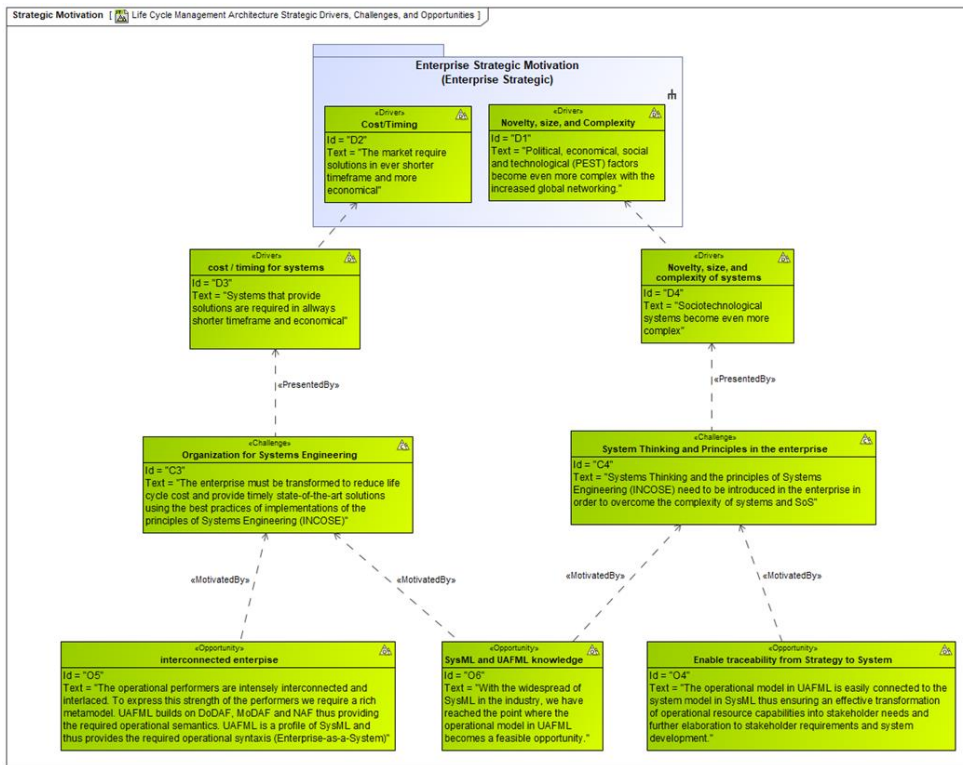 Strategic Motivation [ Life Cycle Management Architecture Strategic Drivers, Challenges, and Opportunities ]
Enterprise Strategic Motivation
(Enterprise Strategic)
«Driver»
Cost/Timing
Id = "D2"
Text = "The market require
solutions in ever shorter
timeframe and more
economical"
«Driver»
Novelty, size, and Complexity
Id = "D1"
Text = "Political, economical, social
and technological (PEST) factors
become even more complex with the
increased global networking."
«Driver»
cost / timing for systems
Id = "D3"
Text = "Systems that provide
solutions are required in allways
shorter timeframe and economical"
«Driver»
Novelty, size, and
complexity of systems
Id = "D4"
Text = "Sociotechnological
systems become even more
complex"
«PresentedBy»
«PresentedBy»
«Challenge»
Organization for Systems Engineering
Id = "C3"
Text = "The enterprise must be transformed to reduce life
cycle cost and provide timely state-of-the-art solutions
using the best practices of implementations of the
principles of Systems Engineering (INCOSE)"
«Challenge»
System Thinking and Principles in the enterprise
Id = "C4"
Text = "Systems Thinking and the principles of Systems
Engineering (INCOSE) need to be introduced in the enterprise in
order to overcome the complexity of systems and SoS"
«MotivatedBy»
«MotivatedBy»
«MotivatedBy»
«MotivatedBy»
«Opportunity»
interconnected enterpise
Id = "O5"
Text = "The operational performers are intensely interconnected and
interlaced. To express this strength of the performers we require a rich
metamodel. UAFML builds on DoDAF, MoDAF and NAF thus providing
the required operational semantics. UAFML is a profile of SysML and
thus provides the required operational syntaxis (Enterprise-as-a-System)"
«Opportunity»
SysML and UAFML knowledge
Id = "O6"
Text = "With the widespread of
SysML in the industry, we have
reached the point where the
operational model in UAFML
becomes a feasible opportunity."
«Opportunity»
Enable traceability from Strategy to System
Id = "O4"
Text = "The operational model in UAFML is easily connected to the
system model in SysML thus ensuring an effective transformation
of operational resource capabilities into stakeholder needs and
further elaboration to stakeholder requirements and system
development."